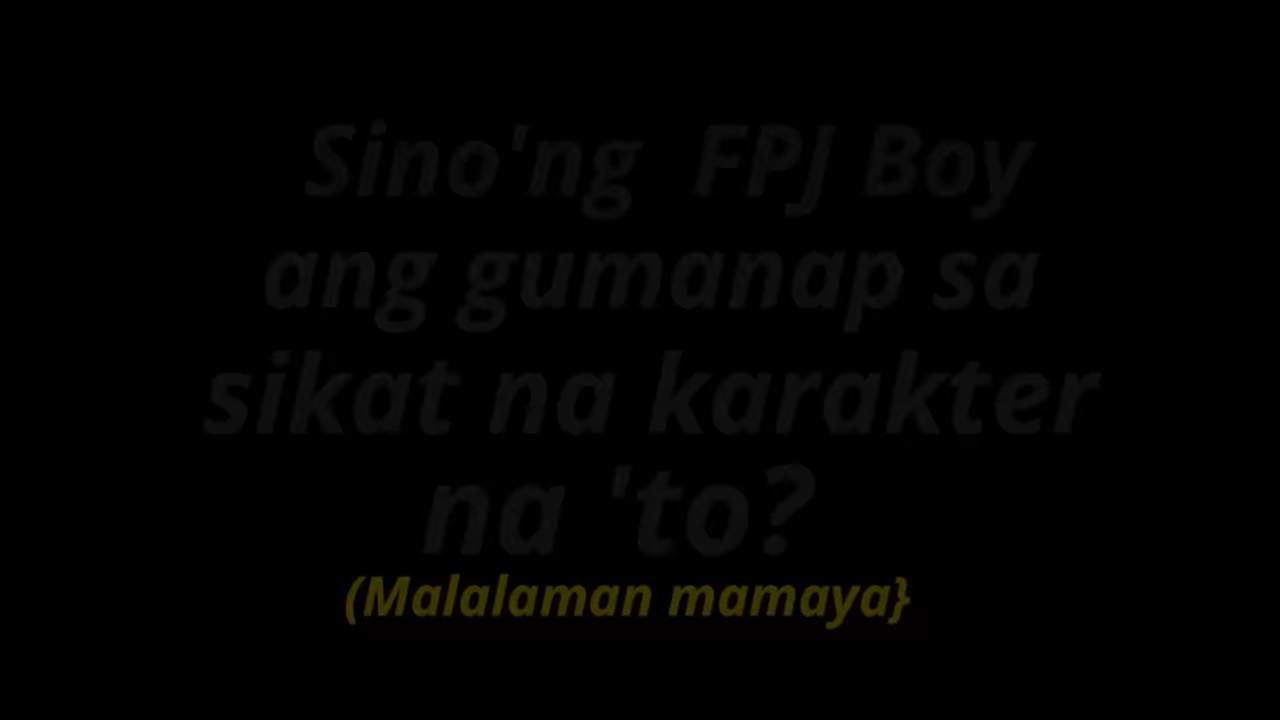 Sino'ng FPJ Boy
ang gumanap sa
sikat na karakter
na 'to?
(Malalaman mamaya}